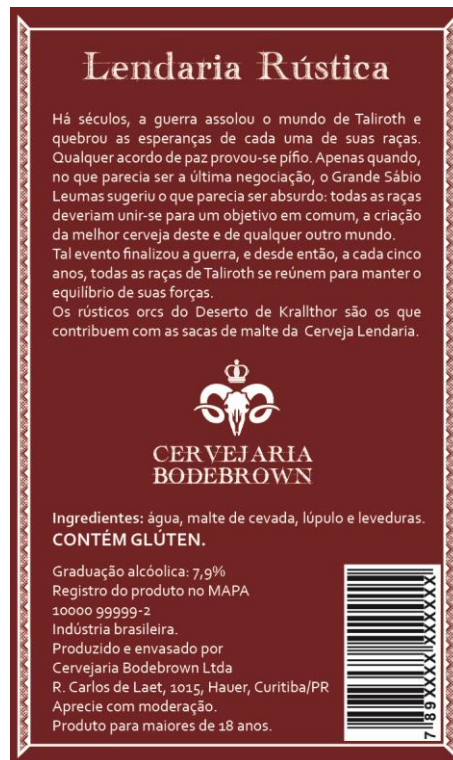 Lendaria Rústica
Há séculos, a guerra assolou o mundo de Taliroth e
quebrou as esperanças de cada uma de suas raças.
Qualquer acordo de paz provou-se pífio. Apenas quando,
no que parecia ser a última negociação, o Grande Sábio
Leumas sugeriu o que parecia ser absurdo: todas as raças
deveriam unir-se para um objetivo em comum, a criação
da melhor cerveja deste e de qualquer outro mundo.
Tal evento finalizou a guerra, e desde então, a cada cinco
anos, todas as raças de Taliroth se reúnem para manter o
equilíbrio de suas forças.
Os rústicos orcs do Deserto de Krallthor são os que
contribuem com as sacas de malte da Cerveja Lendaria.
CERVEJARIA
BODEBROWN
Ingredientes: água, malte de cevada, lúpulo e leveduras.
CONTÉM GLÚTEN.
Graduação alcóolica: 7,9%
Registro do produto no MAPA
10000 99999-2
Indústria brasileira.
Produzido e envasado por
Cervejaria Bodebrown Ltda
R. Carlos de Laet, 1015, Hauer, Curitiba/PR
Aprecie com moderação.
Produto para maiores de 18 anos.
789XXXXXXXXXX